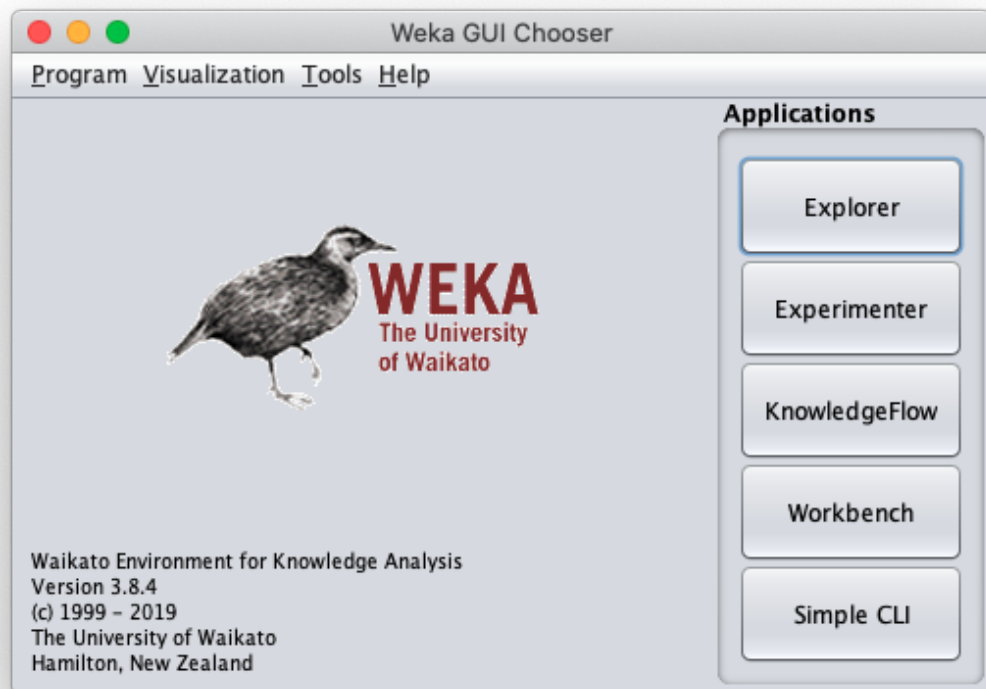 Weka GUI Chooser
Program Visualization Tools Help
Applications
Explorer
Experimenter
KnowledgeFlow
Workbench
Simple CLI
WEKA
The University
of Waikato
Waikato Environment for Knowledge Analysis
Version 3.8.4
(c) 1999 – 2019
The University of Waikato
Hamilton, New Zealand